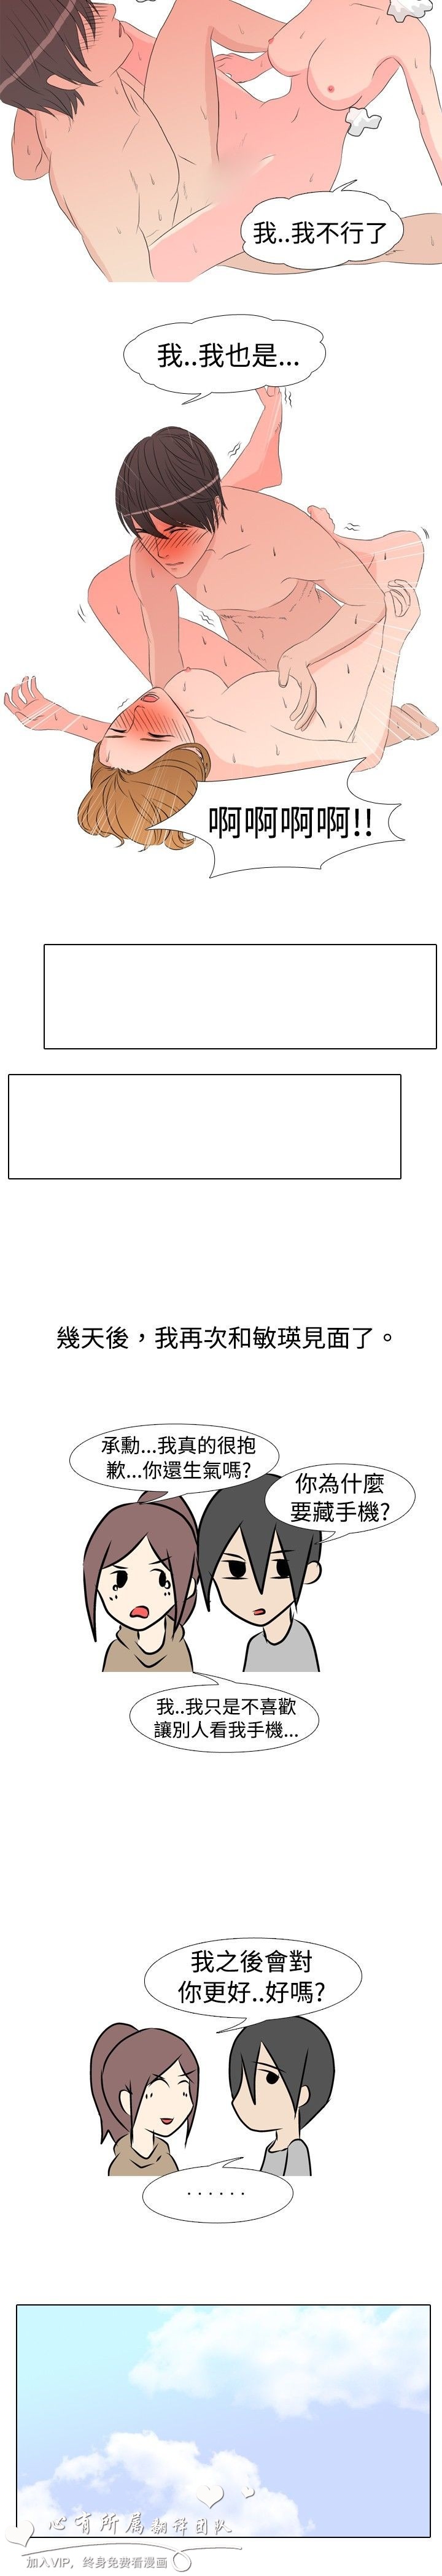 我..我不行了
我..我也是...
啊啊啊啊!!
幾天後，我再次和敏瑛見面了。
承勳...我真的很抱
歉...你還生氣嗎?
你為什麼
要藏手機?
我..我只是不喜歡
讓別人看我手機...
我之後會對
你更好..好嗎?
......
心有所属翻译团队
加入VIP，终身免费看漫画